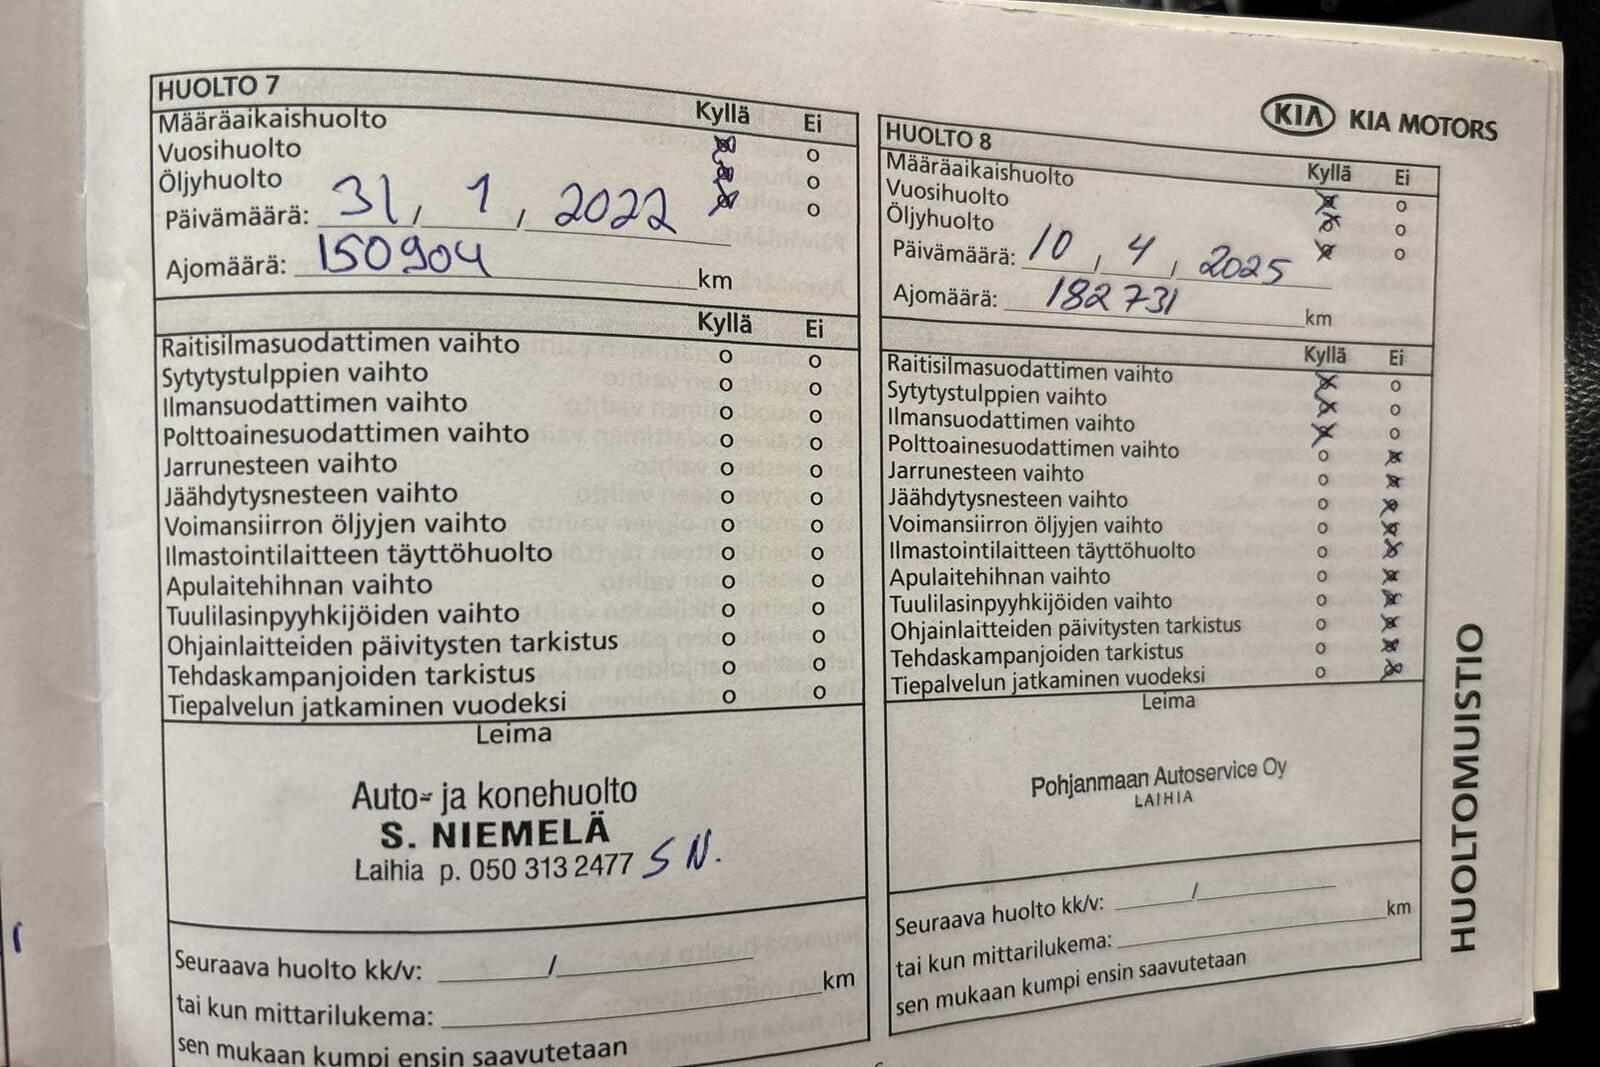 HUOLTO 7
Kyllä Ei
Määräaikaishuolto o
Vuosihuolto o
Öljyhuolto o
Päivämäärä: 31 / 1 , 2022
Ajomäärä: 150904 km
Kyllä Ei
Raitisilmasuodattimen vaihto o o
Sytytystulppien vaihto o o
Ilmansuodattimen vaihto o o
Polttoainesuodattimen vaihto o o
Jarrunesteen vaihto o o
Jäähdytysnesteen vaihto o o
Voimansiirron öljyjen vaihto o o
Ilmastointilaitteen täyttöhuolto o o
Apulaitehihnan vaihto o o
Tuulilasinpyyhkijöiden vaihto o o
Ohjainlaitteiden päivitysten tarkistus o o
Tehdaskampanjoiden tarkistus o o
Tiepalvelun jatkaminen vuodeksi o o
Leima
Auto- ja konehuolto
S. NIEMELÄ
Laihia p. 050 313 2477 S N.
Seuraava huolto kk/v: /
tai kun mittarilukema: km
sen mukaan kumpi ensin saavutetaan
KIA KIA MOTORS
HUOLTO 8
Kyllä Ei
Määräaikaishuolto x o
Vuosihuolto x o
Öljyhuolto x o
Päivämäärä: 10 , 4 , 2025
Ajomäärä: 182 731 km
Kyllä Ei
Raitisilmasuodattimen vaihto x o
Sytytystulppien vaihto x o
Ilmansuodattimen vaihto x o
Polttoainesuodattimen vaihto o x
Jarrunesteen vaihto o x
Jäähdytysnesteen vaihto o x
Voimansiirron öljyjen vaihto o x
Ilmastointilaitteen täyttöhuolto o x
Apulaitehihnan vaihto o x
Tuulilasinpyyhkijöiden vaihto o x
Ohjainlaitteiden päivitysten tarkistus o x
Tehdaskampanjoiden tarkistus o x
Tiepalvelun jatkaminen vuodeksi o x
Leima
Pohjanmaan Autoservice Oy
LAIHIA
Seuraava huolto kk/v: /
tai kun mittarilukema: km
sen mukaan kumpi ensin saavutetaan
HUOLTOMUISTIO